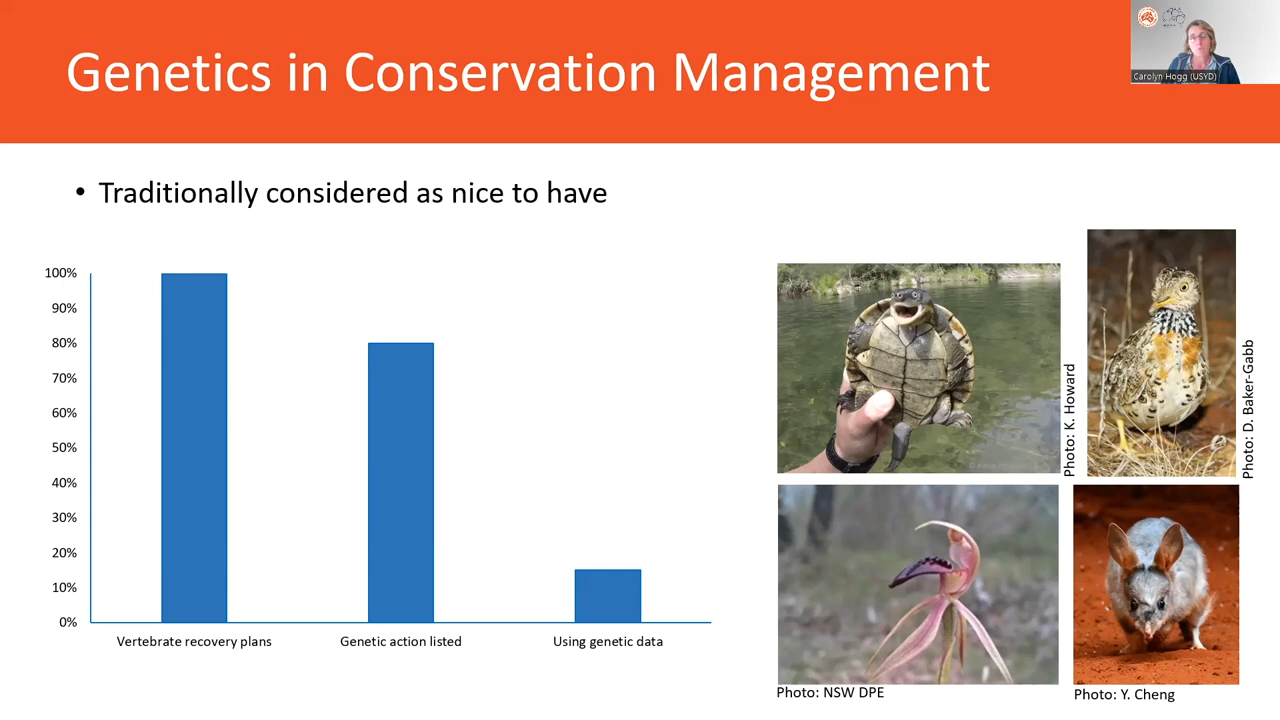 Genetics in Conservation Management
Carolyn Hogg (USYD)
• Traditionally considered as nice to have
100%
90%
80%
70%
60%
50%
40%
30%
20%
10%
0%
Vertebrate recovery plans
Genetic action listed
Using genetic data
Photo: K. Howard
Photo: D. Baker-Gabb
Photo: NSW DPE
Photo: Y. Cheng